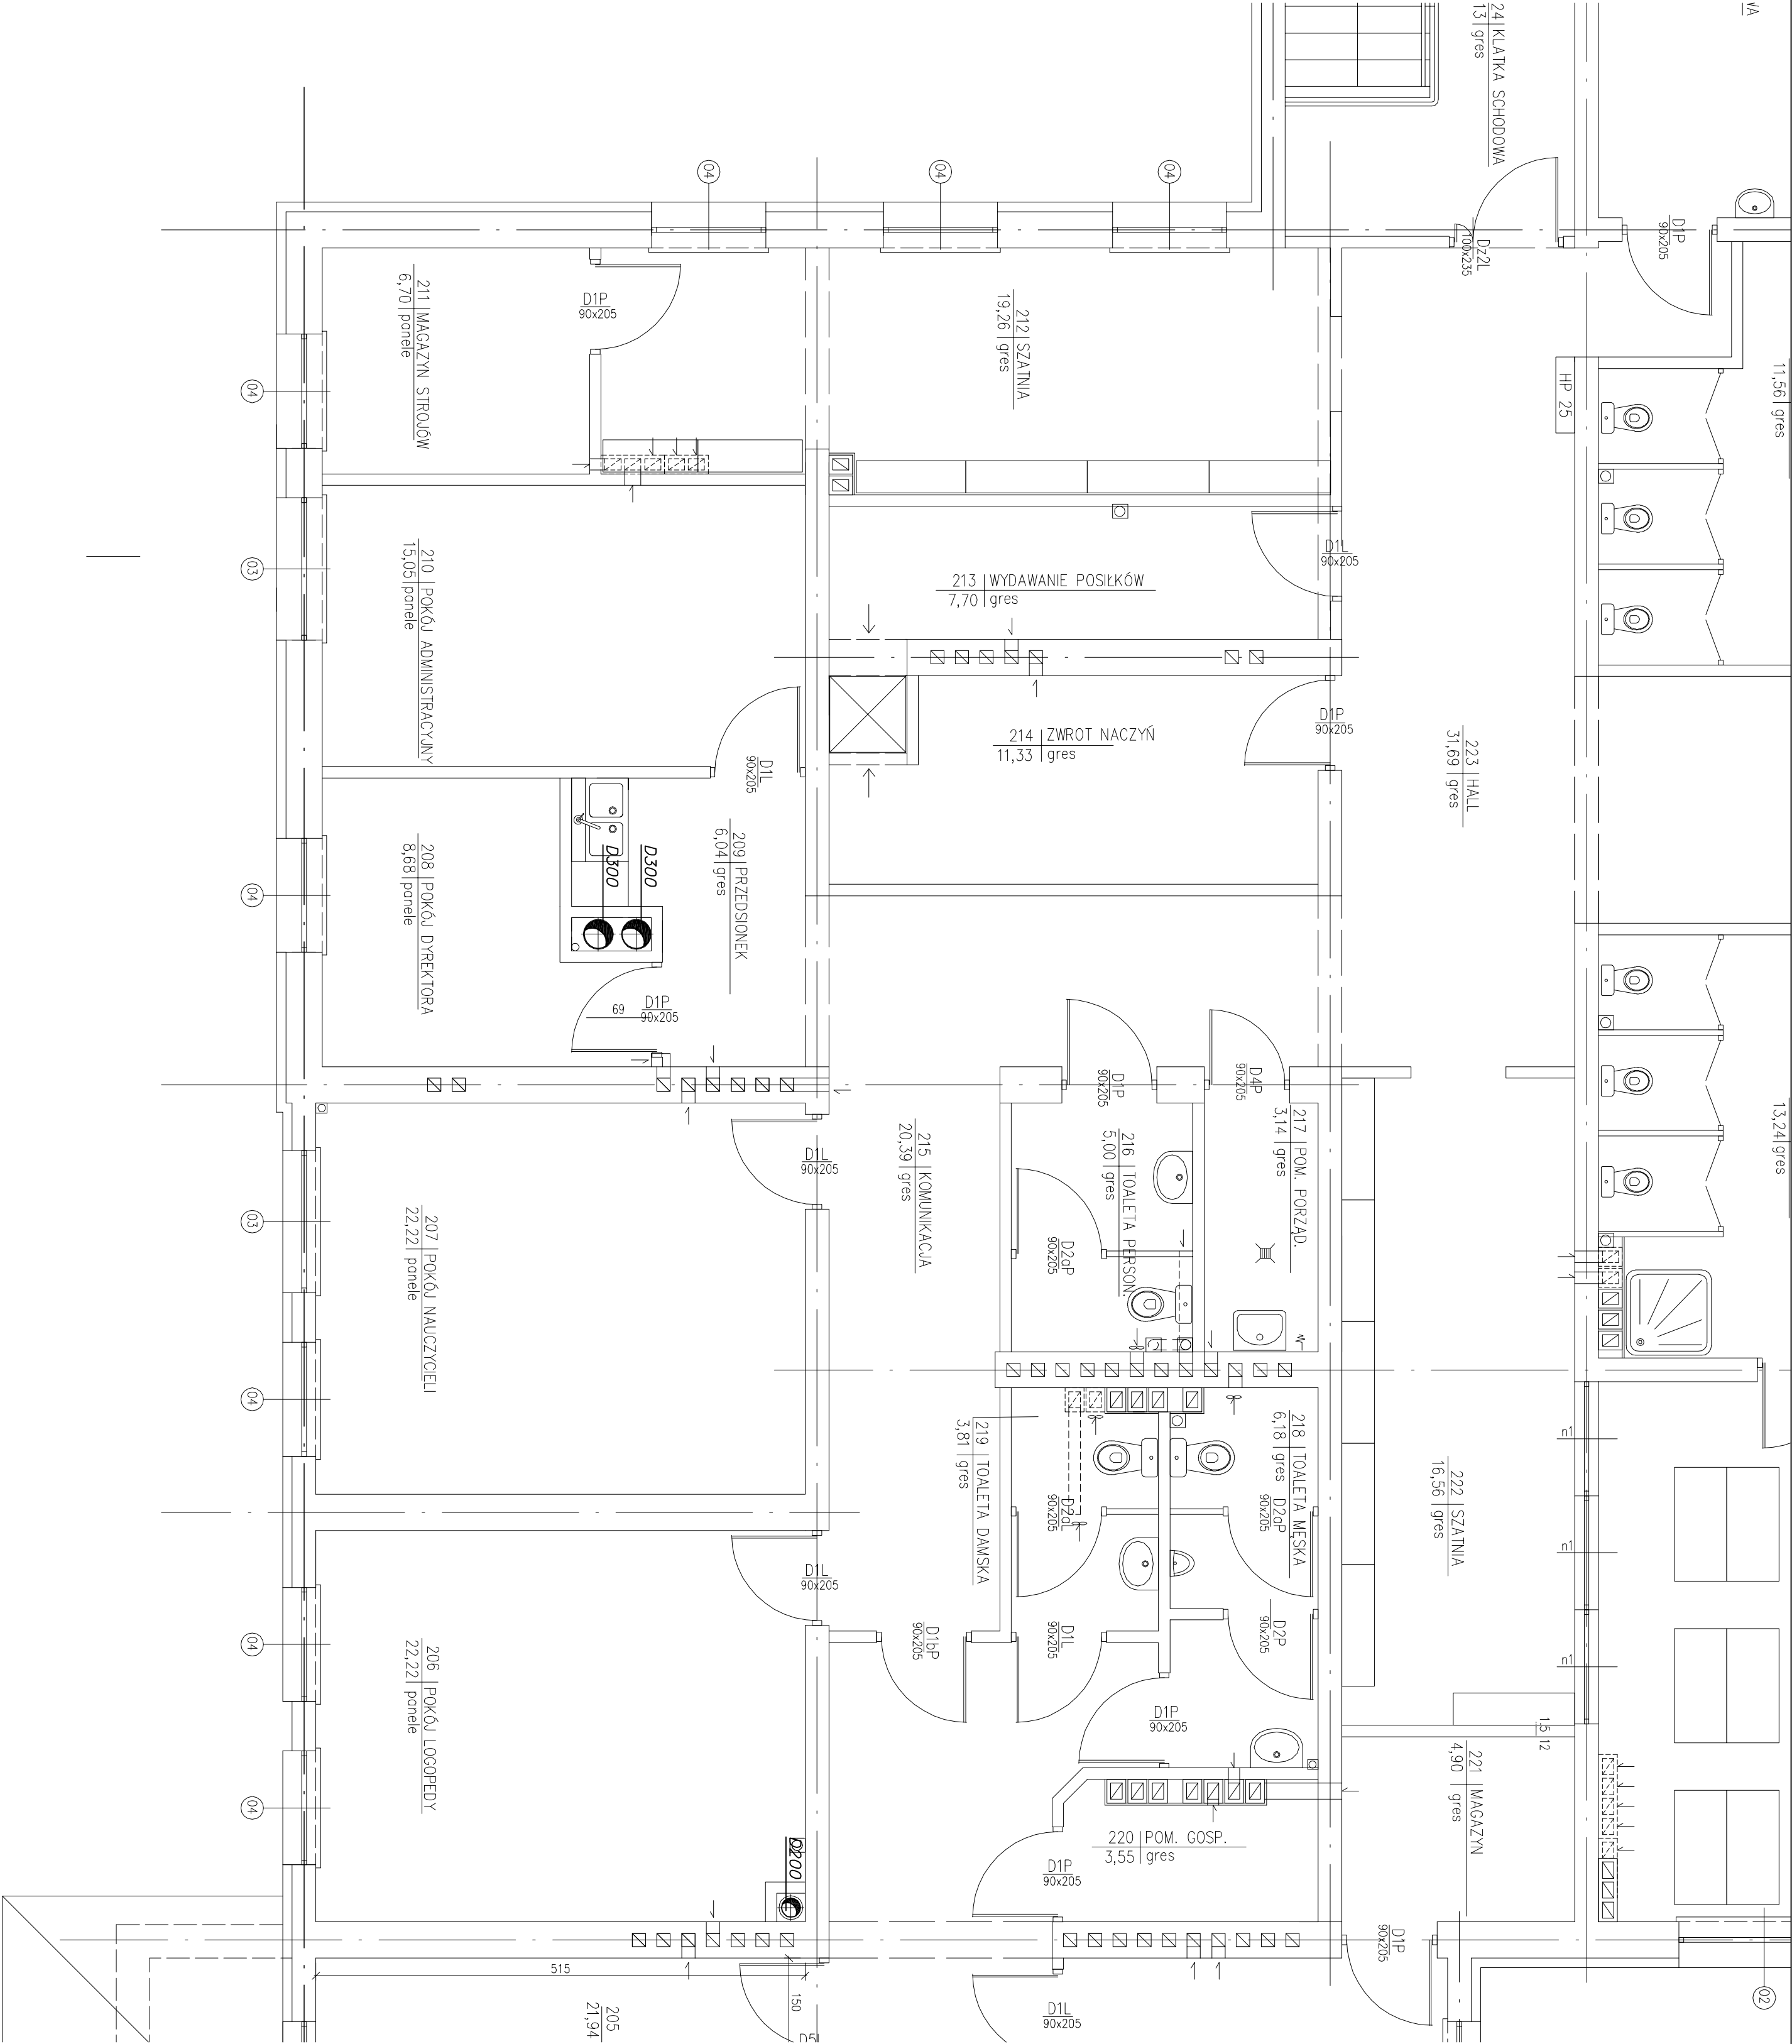 WA
24 | KLATKA SCHODOWA
13 | gres
04
04
04
D1P
90x205
Dz2L
100x235
11,56 | gres
HP 25
211 | MAGAZYN STROJÓW
6,70 | panele
D1P
90x205
212 | SZATNIA
19,26 | gres
04
03
210 | POKÓJ ADMINISTRACYJNY
15,05 | panele
213 | WYDAWANIE POSIŁKÓW
7,70 | gres
D1L
90x205
D1P
90x205
214 | ZWROT NACZYŃ
11,33 | gres
223 | HALL
31,69 | gres
D1L
90x205
209 | PRZEDSIONEK
6,04 | gres
D300
D300
208 | POKÓJ DYREKTORA
8,68 | panele
04
69
D1P
90x205
D1P
90x205
D4P
90x205
13,24 | gres
217 | POM. PORZĄD.
3,14 | gres
216 | TOALETA PERSON.
5,00 | gres
215 | KOMUNIKACJA
20,39 | gres
D1L
90x205
D2aP
90x205
207 | POKÓJ NAUCZYCIELI
22,22 | panele
03
04
219 | TOALETA DAMSKA
3,81 | gres
218 | TOALETA MĘSKA
6,18 | gres
D2aL
90x205
D2aP
90x205
222 | SZATNIA
16,56 | gres
n1
n1
n1
D1L
90x205
D1bP
90x205
D1L
90x205
D2P
90x205
206 | POKÓJ LOGOPEDY
22,22 | panele
04
04
D1P
90x205
1,5 12
221 | MAGAZYN
4,90 | gres
220 | POM. GOSP.
3,55 | gres
D1P
90x205
D200
D1P
90x205
02
515
150
205
21,94
D5L
D1L
90x205